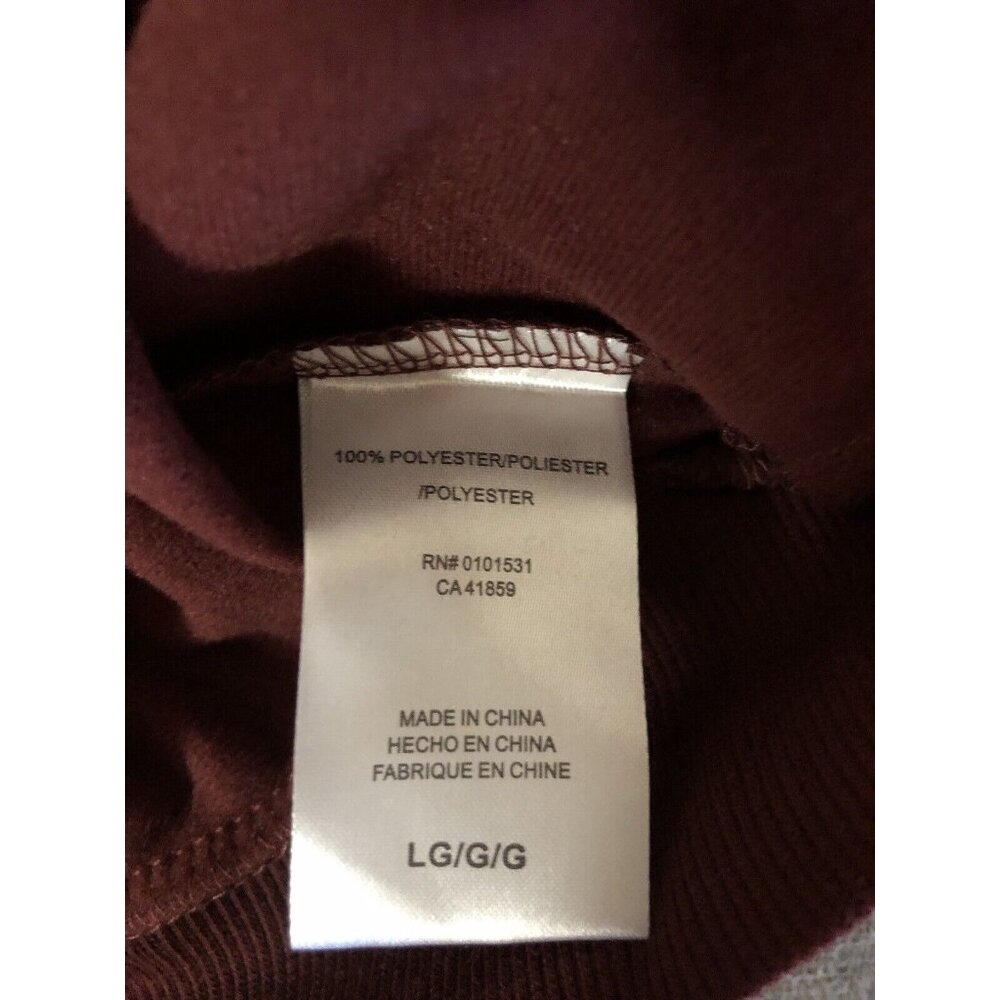 100% POLYESTER/POLIESTER
/POLYESTER
RN# 0101531
CA 41859
MADE IN CHINA
HECHO EN CHINA
FABRIQUE EN CHINE
LG/G/G